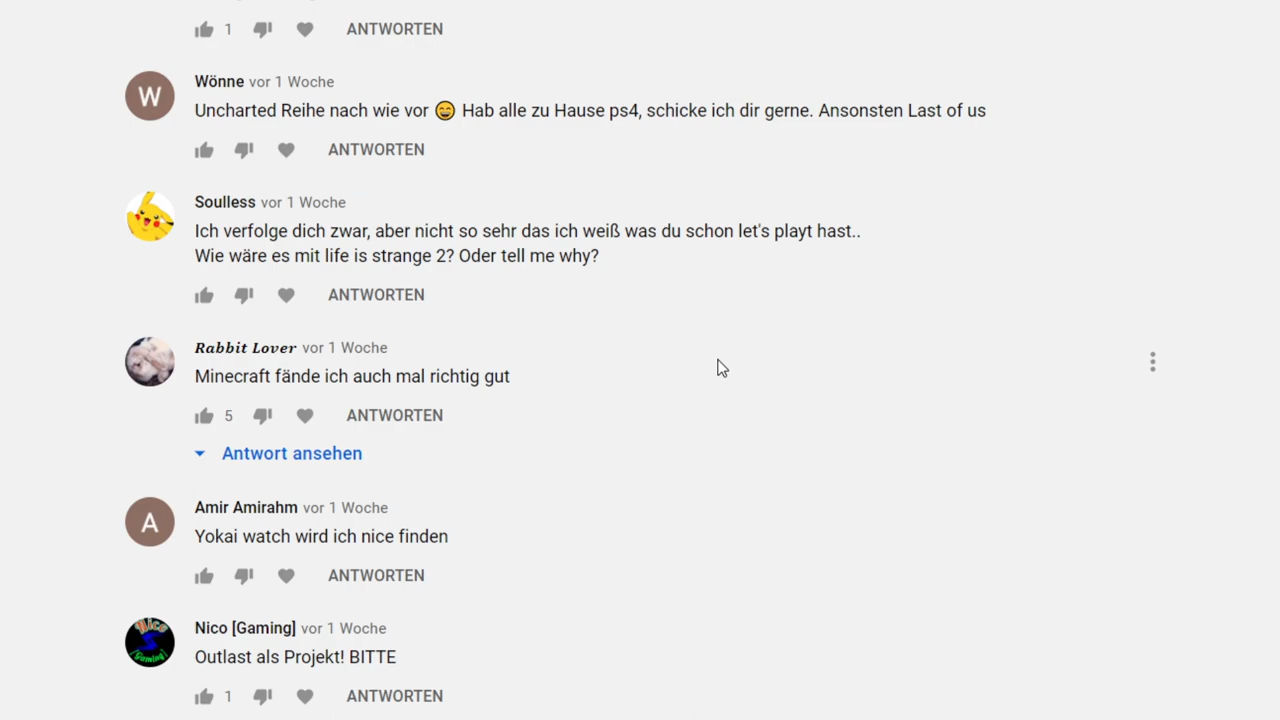 1 ANTWORTEN
W
Wönne vor 1 Woche
Uncharted Reihe nach wie vor 😄 Hab alle zu Hause ps4, schicke ich dir gerne. Ansonsten Last of us
ANTWORTEN
Soulless vor 1 Woche
Ich verfolge dich zwar, aber nicht so sehr das ich weiß was du schon let's playt hast..
Wie wäre es mit life is strange 2? Oder tell me why?
ANTWORTEN
Rabbit Lover vor 1 Woche
Minecraft fände ich auch mal richtig gut
5 ANTWORTEN
Antwort ansehen
A
Amir Amirahm vor 1 Woche
Yokai watch wird ich nice finden
ANTWORTEN
Nico
[Gaming]
Nico [Gaming] vor 1 Woche
Outlast als Projekt! BITTE
1 ANTWORTEN